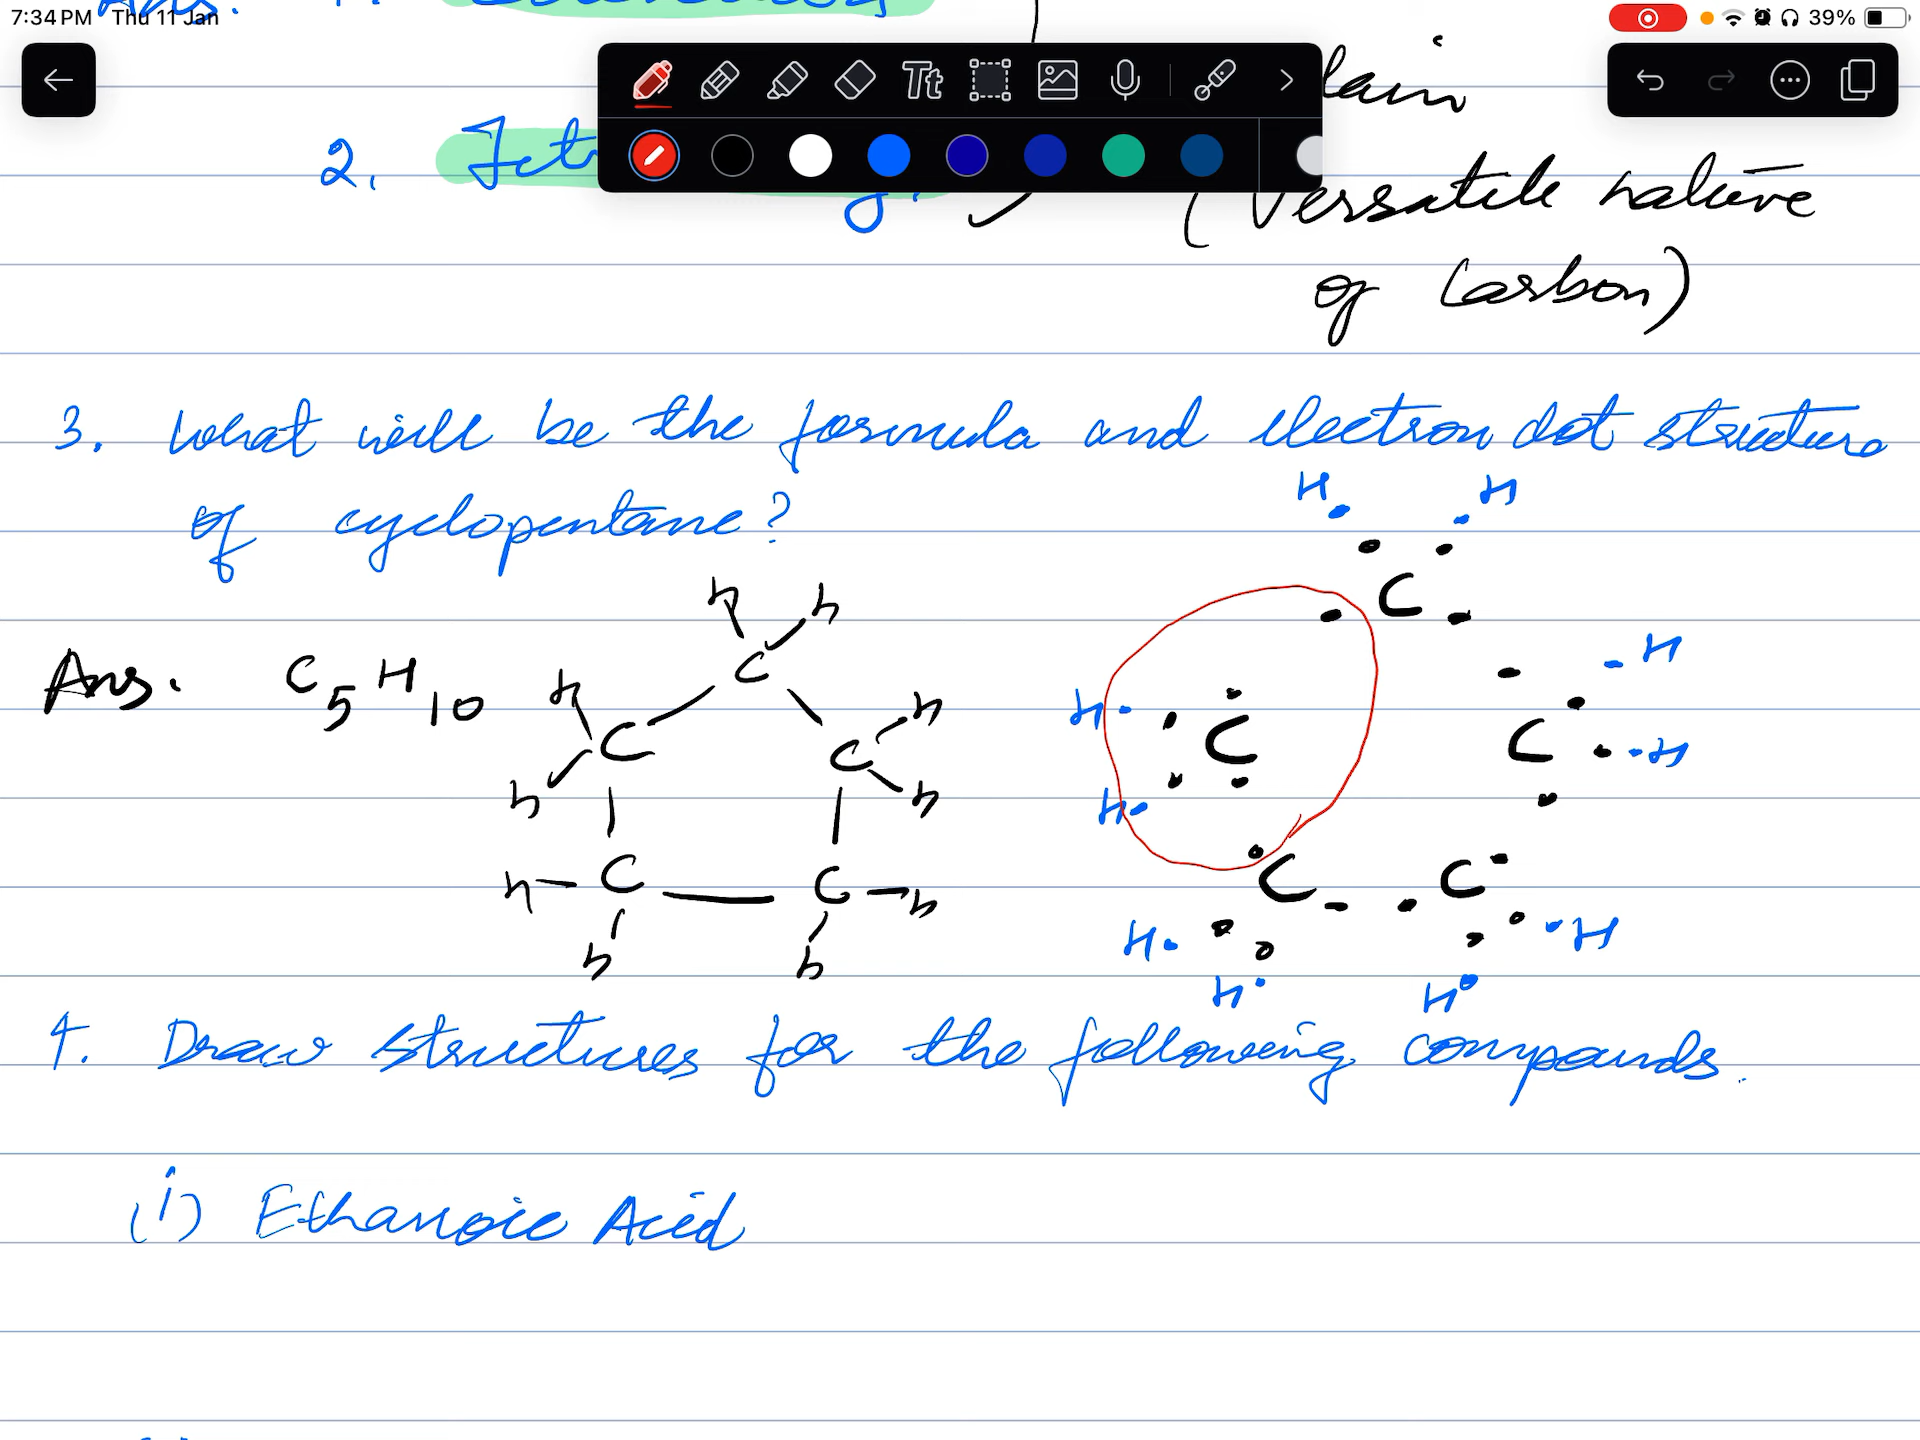 7:34 PM Thu 11 Jan
39%
Tt
2.
(Versatile nature
of Carbon)
3. What will be the formula and electron dot structure
of cyclopentane?
H H
h h
C
Ans. C5H10
h C C h H
h C h
H C C H
H
h C C h
C C
h h
H H
H H
4. Draw structures for the following compounds.
(i) Ethanoic Acid